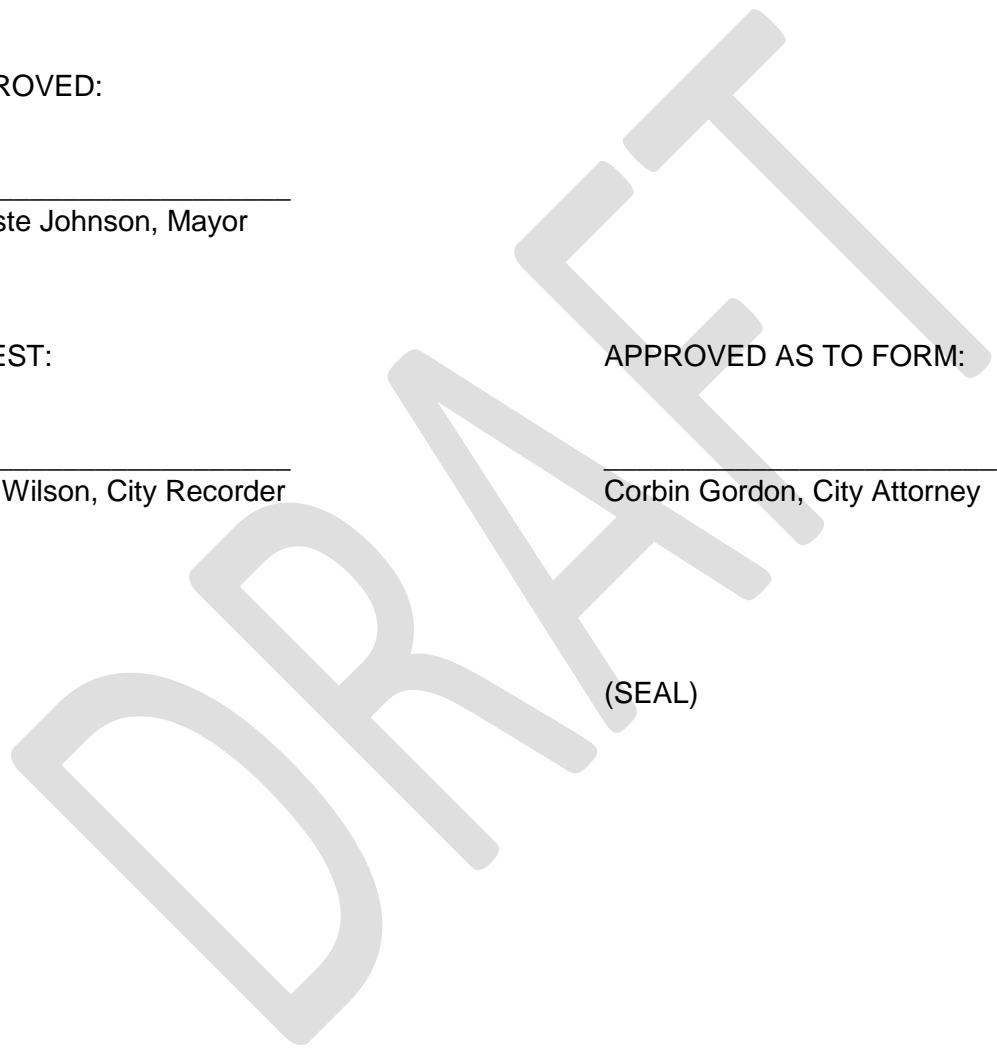 ROVED:
ste Johnson, Mayor
EST:
APPROVED AS TO FORM:
Wilson, City Recorder
Corbin Gordon, City Attorney
(SEAL)
DRAFT